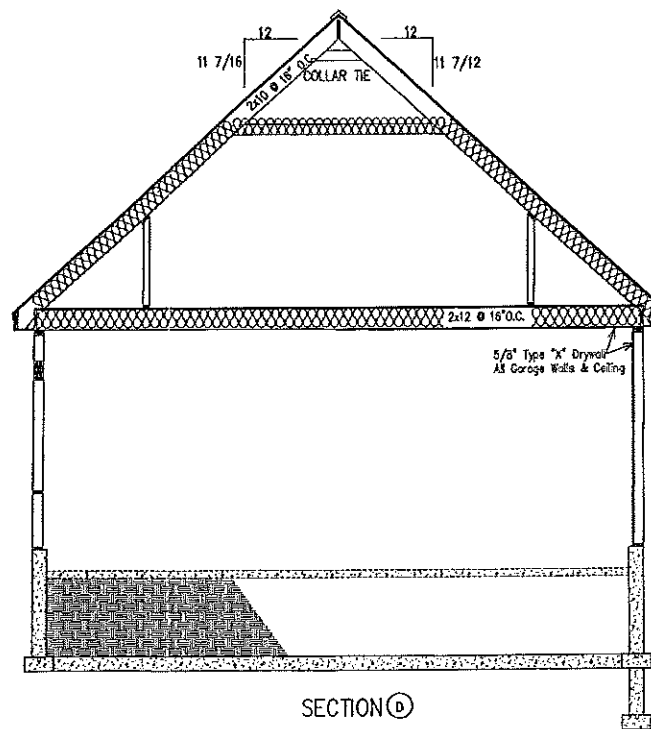 12 12
11 7/16 11 7/12
2x10 @ 16" O.C.
COLLAR TIE
2x12 @ 16"O.C.
5/8" Type "X" Drywall
All Garage Walls & Ceiling
SECTION D